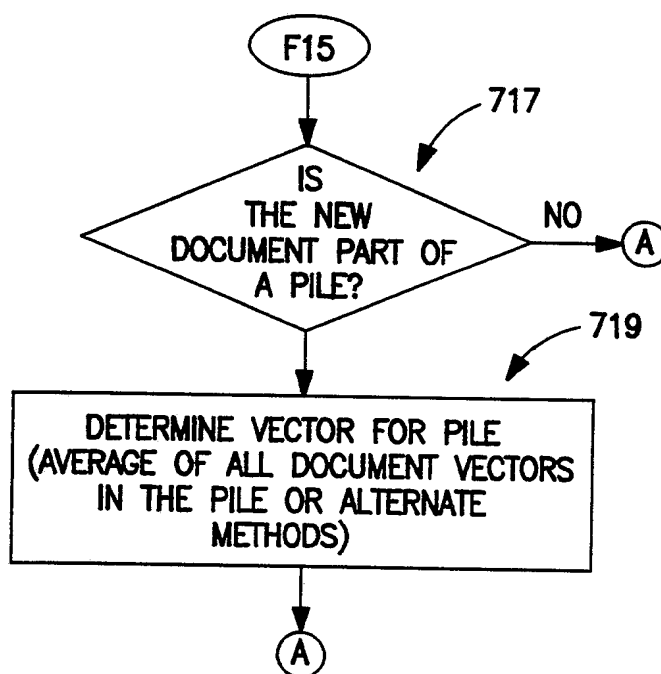 F15
717
IS
THE NEW
DOCUMENT PART OF
A PILE?
NO
A
719
DETERMINE VECTOR FOR PILE
(AVERAGE OF ALL DOCUMENT VECTORS
IN THE PILE OR ALTERNATE
METHODS)
A